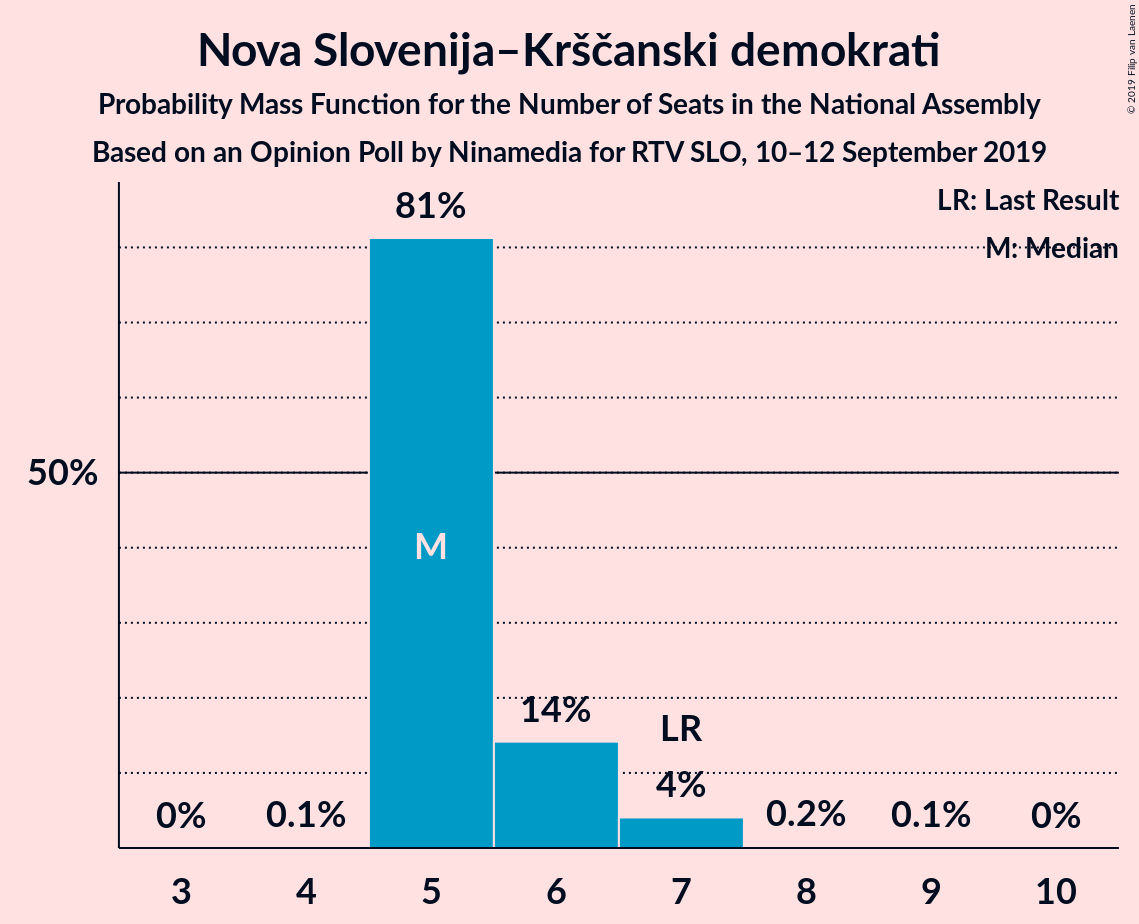 Nova Slovenija–Krščanski demokrati
Probability Mass Function for the Number of Seats in the National Assembly
Based on an Opinion Poll by Ninamedia for RTV SLO, 10–12 September 2019
© 2019 Filip van Laenen
LR: Last Result
M: Median
81%
50%
M
14%
LR
4%
0%
0.1%
0.2%
0.1%
0%
3 4 5 6 7 8 9 10